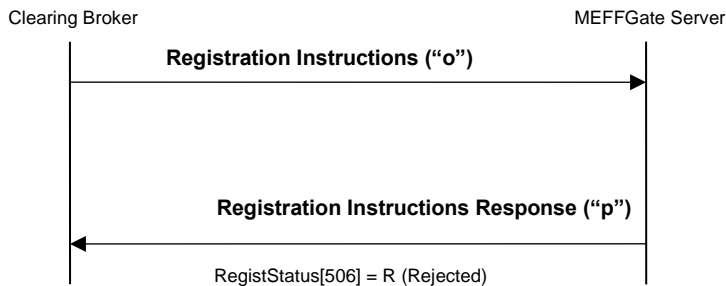 Clearing Broker
MEFFGate Server
Registration Instructions (“o”)
Registration Instructions Response (“p”)
RegistStatus[506] = R (Rejected)